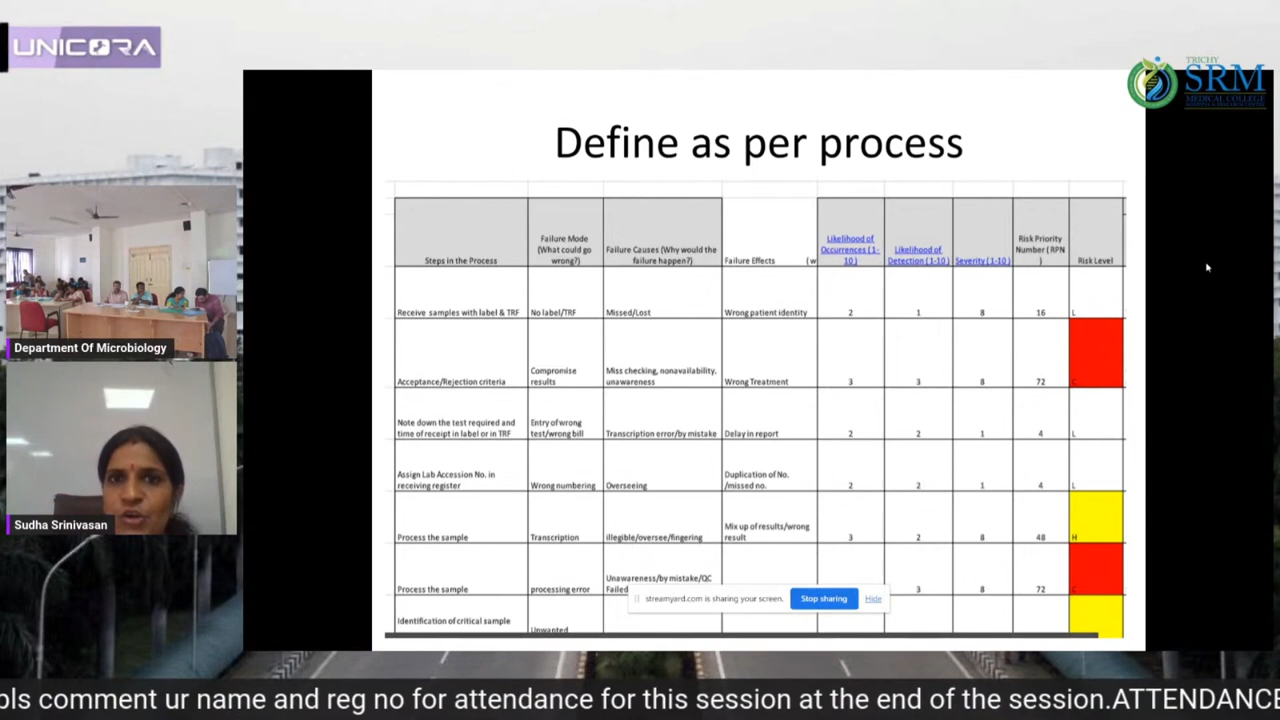 UNICORA
TRICHY
SRM
MEDICAL COLLEGE
Define as per process
Steps in the Process
Failure Mode
(What could go
wrong?)
Failure Causes (Why would the
failure happen?)
Failure Effects (w
Likelihood of
Occurrences (1-
10)
Likelihood of
Detection (1-10)
Severity (1-10)
Risk Priority
Number (RPN
)
Risk Level
Receive samples with label & TRF
No label/TRF
Missed/Lost
Wrong patient identity
2
1
8
16
L
Acceptance/Rejection criteria
Compromise
results
Miss checking, nonavailability,
unawareness
Wrong Treatment
3
3
8
72
C
Note down the test required and
time of receipt in label or in TRF
Entry of wrong
test/wrong bill
Transcription error/by mistake
Delay in report
2
2
1
4
L
Assign Lab Accession No. in
receiving register
Wrong numbering
Overseeing
Duplication of No.
/missed no.
2
2
1
4
L
Process the sample
Transcription
illegible/oversee/fingering
Mix up of results/wrong
result
3
2
8
48
H
Process the sample
processing error
Unawareness/by mistake/QC
Failed
3
8
72
C
Identification of critical sample
Unwanted
streamyard.com is sharing your screen.
Stop sharing
Hide
Department Of Microbiology
Sudha Srinivasan
pls comment ur name and reg no for attendance for this session at the end of the session.ATTENDANCE